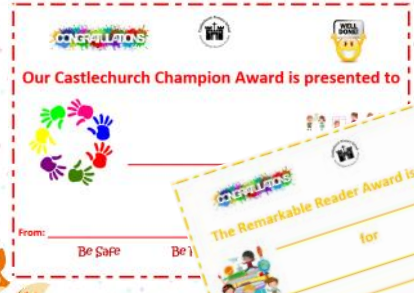 CONGRATULATIONS
WELL DONE!
Our Castlechurch Champion Award is presented to
From:
Be Safe
Be
CONGRATULATIONS
The Remarkable Reader Award is
for